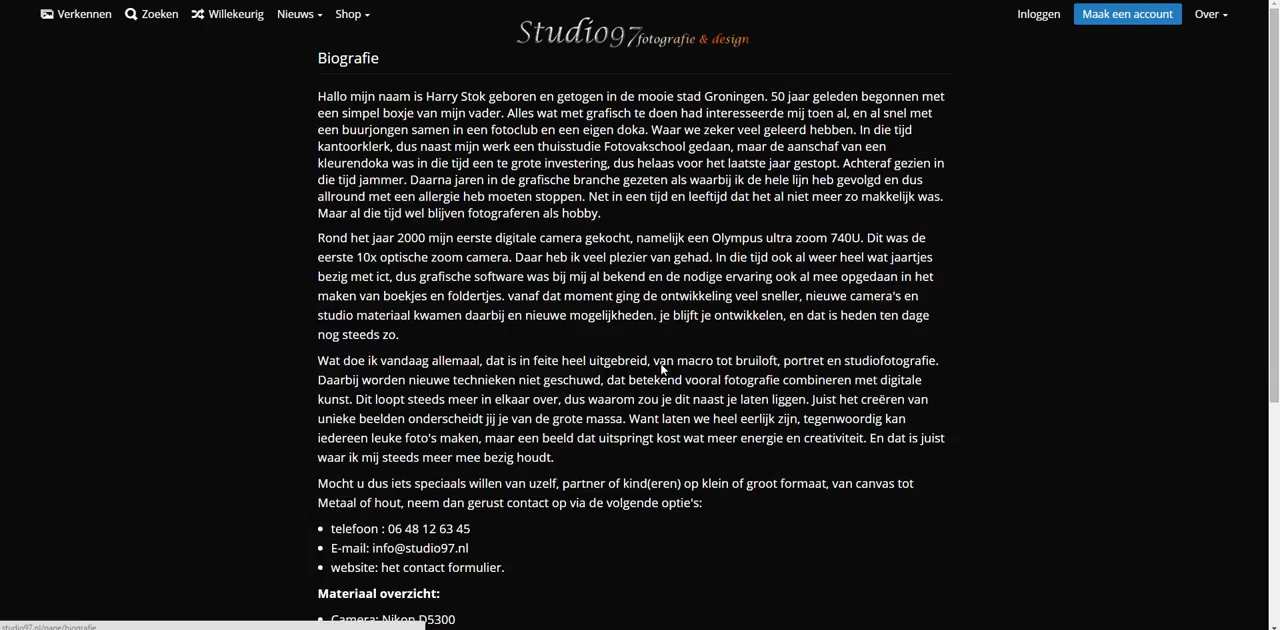 Verkennen Zoeken Willekeurig Nieuws Shop Inloggen Maak een account Over
Studio97 fotografie & design
Biografie
Hallo mijn naam is Harry Stok geboren en getogen in de mooie stad Groningen. 50 jaar geleden begonnen met
een simpel boxje van mijn vader. Alles wat met grafisch te doen had interesseerde mij toen al, en al snel met
een buurjongen samen in een fotoclub en een eigen doka. Waar we zeker veel geleerd hebben. In die tijd
kantoorklerk, dus naast mijn werk een thuisstudie Fotovakschool gedaan, maar de aanschaf van een
kleurendoka was in die tijd een te grote investering, dus helaas voor het laatste jaar gestopt. Achteraf gezien in
die tijd jammer. Daarna jaren in de grafische branche gezeten als waarbij ik de hele lijn heb gevolgd en dus
allround met een allergie heb moeten stoppen. Net in een tijd en leeftijd dat het al niet meer zo makkelijk was.
Maar al die tijd wel blijven fotograferen als hobby.
Rond het jaar 2000 mijn eerste digitale camera gekocht, namelijk een Olympus ultra zoom 740U. Dit was de
eerste 10x optische zoom camera. Daar heb ik veel plezier van gehad. In die tijd ook al weer heel wat jaartjes
bezig met ict, dus grafische software was bij mij al bekend en de nodige ervaring ook al mee opgedaan in het
maken van boekjes en foldertjes. vanaf dat moment ging de ontwikkeling veel sneller, nieuwe camera's en
studio materiaal kwamen daarbij en nieuwe mogelijkheden. je blijft je ontwikkelen, en dat is heden ten dage
nog steeds zo.
Wat doe ik vandaag allemaal, dat is in feite heel uitgebreid, van macro tot bruiloft, portret en studiofotografie.
Daarbij worden nieuwe technieken niet geschuwd, dat betekend vooral fotografie combineren met digitale
kunst. Dit loopt steeds meer in elkaar over, dus waarom zou je dit naast je laten liggen. Juist het creëren van
unieke beelden onderscheidt jij je van de grote massa. Want laten we heel eerlijk zijn, tegenwoordig kan
iedereen leuke foto's maken, maar een beeld dat uitspringt kost wat meer energie en creativiteit. En dat is juist
waar ik mij steeds meer mee bezig houdt.
Mocht u dus iets speciaals willen van uzelf, partner of kind(eren) op klein of groot formaat, van canvas tot
Metaal of hout, neem dan gerust contact op via de volgende optie's:
telefoon : 06 48 12 63 45
E-mail: info@studio97.nl
website: het contact formulier.
Materiaal overzicht:
Camera: Nikon D5300
studio97.nl/page/biografie